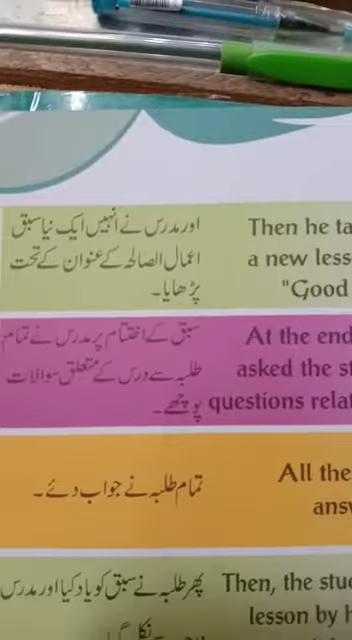 اور مدرس نے انہیں ایک نیا سبق
اعمال الصالحہ کے عنوان کے تحت
پڑھایا۔
Then he ta
a new less
"Good
سبق کے اختتام پر مدرس نے تمام
طلبہ سے درس کے متعلق سوالات
پوچھے۔
At the end
asked the st
questions relat
تمام طلبہ نے جواب دئے۔
All the
answ
پھر طلبہ نے سبق کو یاد کیا اور مدرس
Then, the stud
lesson by h